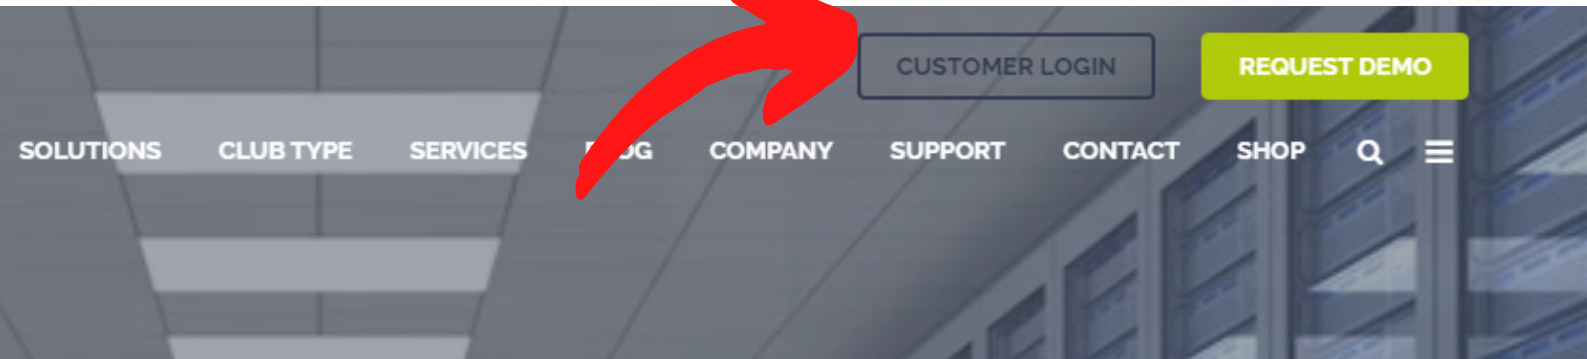 CUSTOMER LOGIN REQUEST DEMO
SOLUTIONS CLUB TYPE SERVICES COMPANY SUPPORT CONTACT SHOP